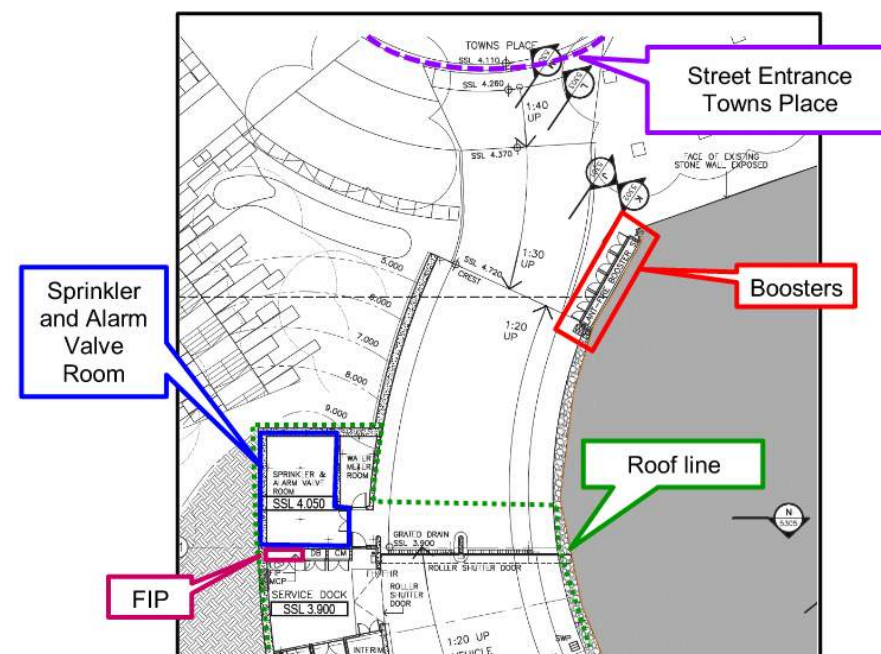 TOWNS PLACE
SSL 4.110
SSL 4.260
1:40
UP
SSL 4.370
L
J
K
5302
FACE OF EXISTING
STONE WALL EXPOSED
Street Entrance
Towns Place
1:30
UP
SSL 4.720
CREST
5.000
6.000
7.000
8.000
9.000
1:20
UP
Boosters
Sprinkler
and Alarm
Valve
Room
Roof line
WATER
METER
ROOM
SPRINKLER &
ALARM VALVE
ROOM
SSL 4.050
GRATED DRAIN
SSL 3.900
N
5305
DB
CM
FIP
MCP
ROLLER SHUTTER DOOR
FIP
SERVICE DOCK
SSL 3.900
ROLLER
SHUTTER
DOOR
1:20 UP
VEHICLE
SWP
INTERIM